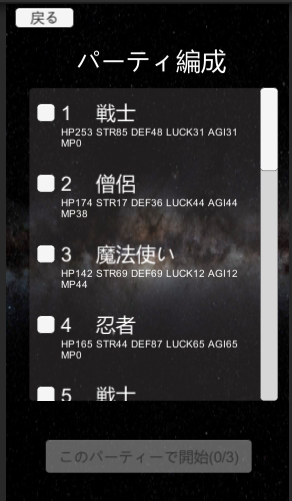 戻る
パーティ編成
1 戦士
HP253 STR85 DEF48 LUCK31 AGI31
MP0
2 僧侶
HP174 STR17 DEF36 LUCK44 AGI44
MP38
3 魔法使い
HP142 STR69 DEF69 LUCK12 AGI12
MP44
4 忍者
HP165 STR44 DEF87 LUCK65 AGI65
MP0
5 戦士
このパーティーで開始(0/3)